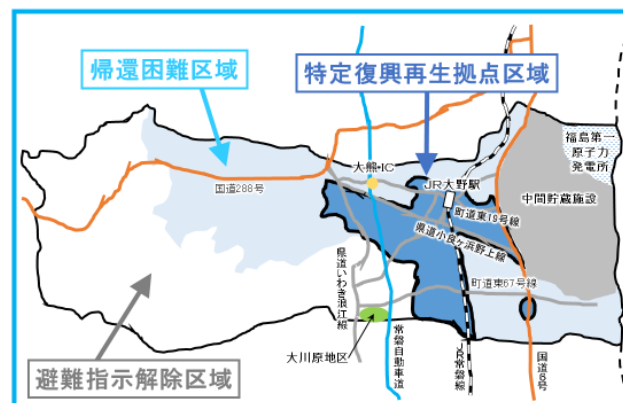 帰還困難区域
特定復興再生拠点区域
福島第一
原子力
発電所
大熊IC
JR大野駅
国道288号
中間貯蔵施設
町道東19号線
県道小良ヶ浜野上線
県道いわき浪江線
町道東67号線
大川原地区
常磐自動車道
JR常磐線
国道6号
避難指示解除区域